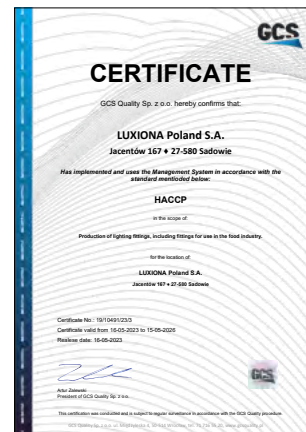 GCS
CERTIFICATE
GCS Quality Sp. z o.o. hereby confirms that:
LUXIONA Poland S.A.
Jacentów 167 ♦ 27-580 Sadowie
Has implemented and uses the Management System in accordance with the
standard mentioded below:
HACCP
in the scope of:
Production of lighting fittings, including fittings for use in the food industry.
for the location of:
LUXIONA Poland S.A.
Jacentów 167 ♦ 27-580 Sadowie
Certificate No.: 19/10491/23/3
Certificate valid from 16-05-2023 to 15-05-2026
Realese date: 16-05-2023
GCS
Artur Zalewski
President of GCS Quality Sp. z o.o.
This certification was conducted and is subject to regular surveillance in accordance with the GCS Quality procedure.
GCS Quality Sp. z o.o.